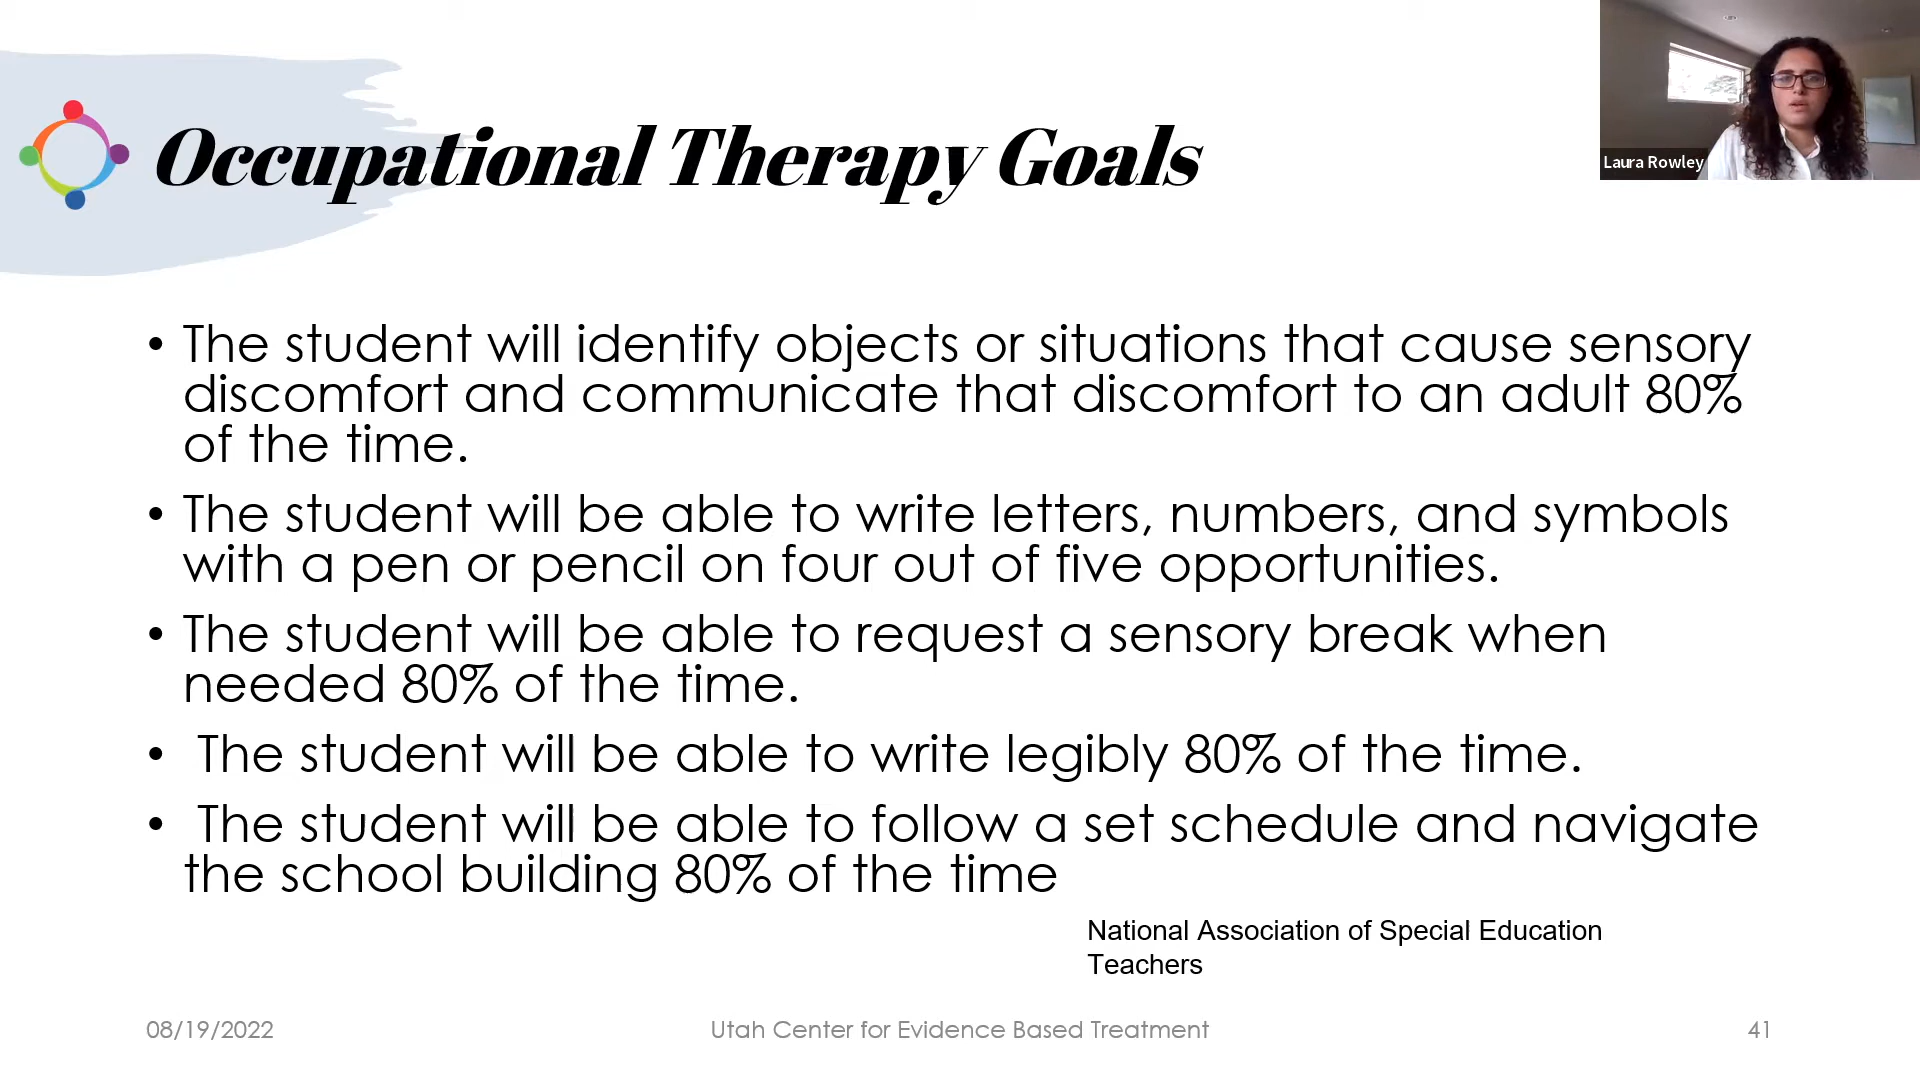 Occupational Therapy Goals
Laura Rowley
• The student will identify objects or situations that cause sensory
discomfort and communicate that discomfort to an adult 80%
of the time.
• The student will be able to write letters, numbers, and symbols
with a pen or pencil on four out of five opportunities.
• The student will be able to request a sensory break when
needed 80% of the time.
• The student will be able to write legibly 80% of the time.
• The student will be able to follow a set schedule and navigate
the school building 80% of the time
National Association of Special Education
Teachers
08/19/2022
Utah Center for Evidence Based Treatment
41